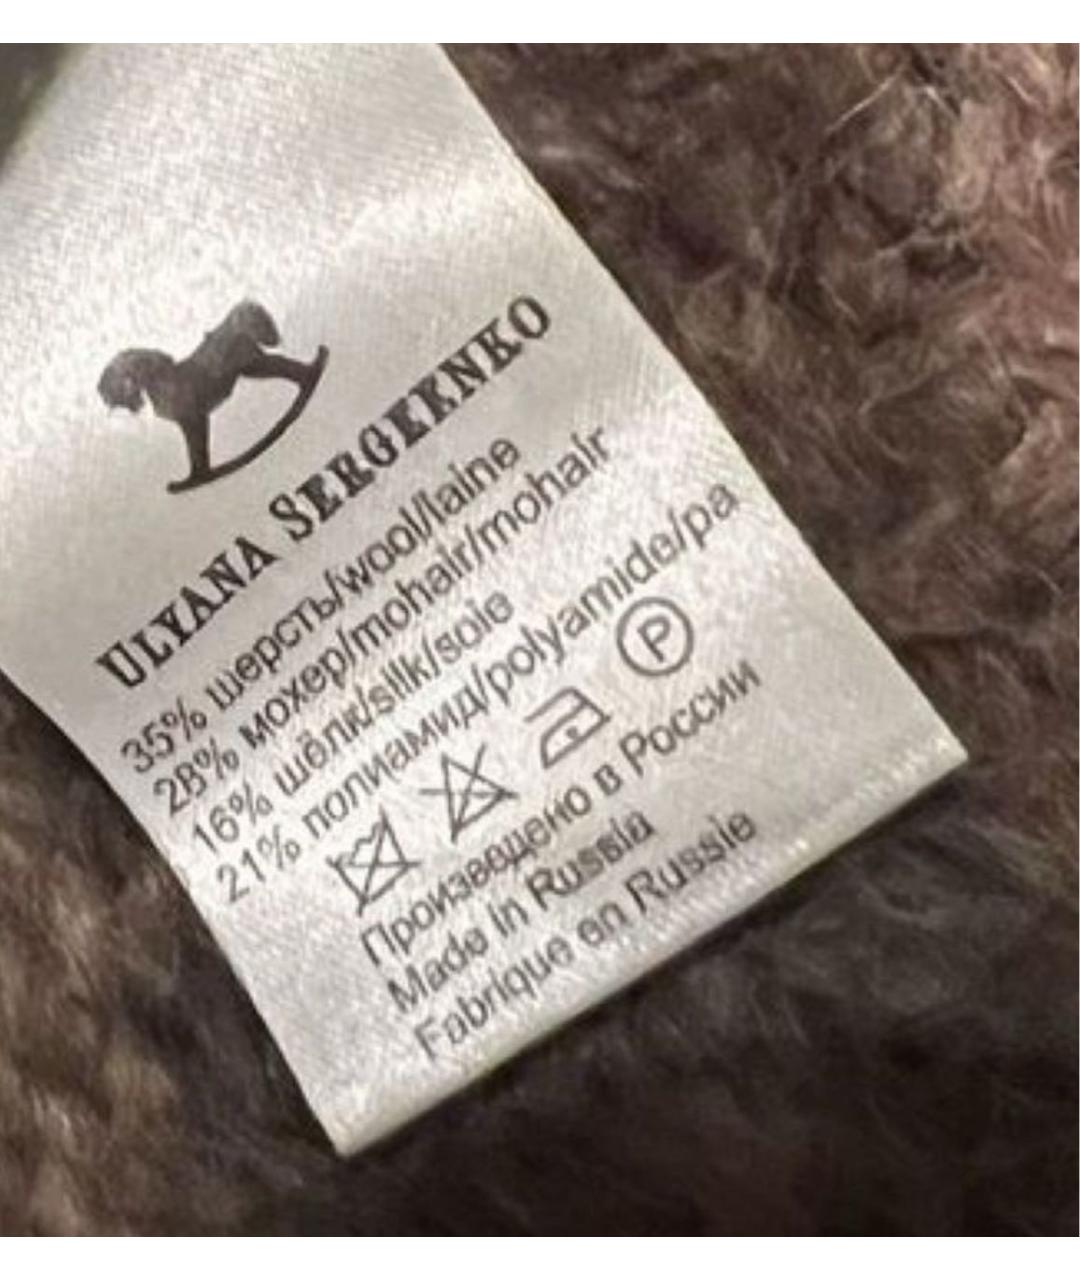 ULYANA SERGEENKO
35% шерсть/wool/laine
28% мохер/mohair/mohair
16% шёлк/silk/soie
21% полиамид/polyamide/pa
P
Произведено в России
Made in Russia
Fabrique en Russie